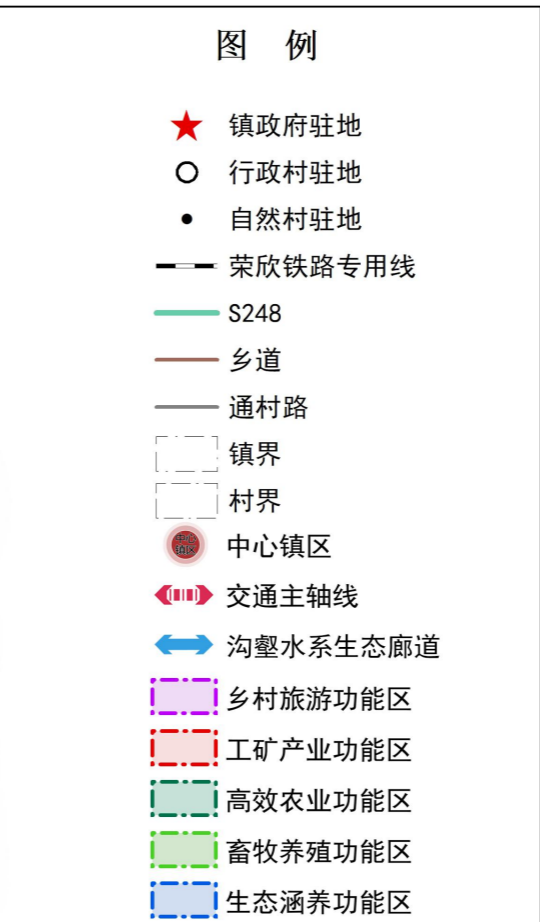 图 例
镇政府驻地
行政村驻地
自然村驻地
荣欣铁路专用线
S248
乡道
通村路
镇界
村界
中心
镇区
中心镇区
交通主轴线
沟壑水系生态廊道
乡村旅游功能区
工矿产业功能区
高效农业功能区
畜牧养殖功能区
生态涵养功能区